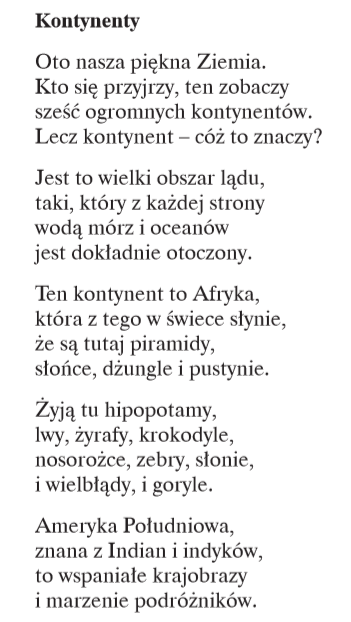 Kontynenty
Oto nasza piękna Ziemia.
Kto się przyjrzy, ten zobaczy
sześć ogromnych kontynentów.
Lecz kontynent – cóż to znaczy?
Jest to wielki obszar lądu,
taki, który z każdej strony
wodą mórz i oceanów
jest dokładnie otoczony.
Ten kontynent to Afryka,
która z tego w świece słynie,
że są tutaj piramidy,
słońce, dżungle i pustynie.
Żyją tu hipopotamy,
lwy, żyrafy, krokodyle,
nosorożce, zebry, słonie,
i wielbłądy, i goryle.
Ameryka Południowa,
znana z Indian i indyków,
to wspaniałe krajobrazy
i marzenie podróżników.